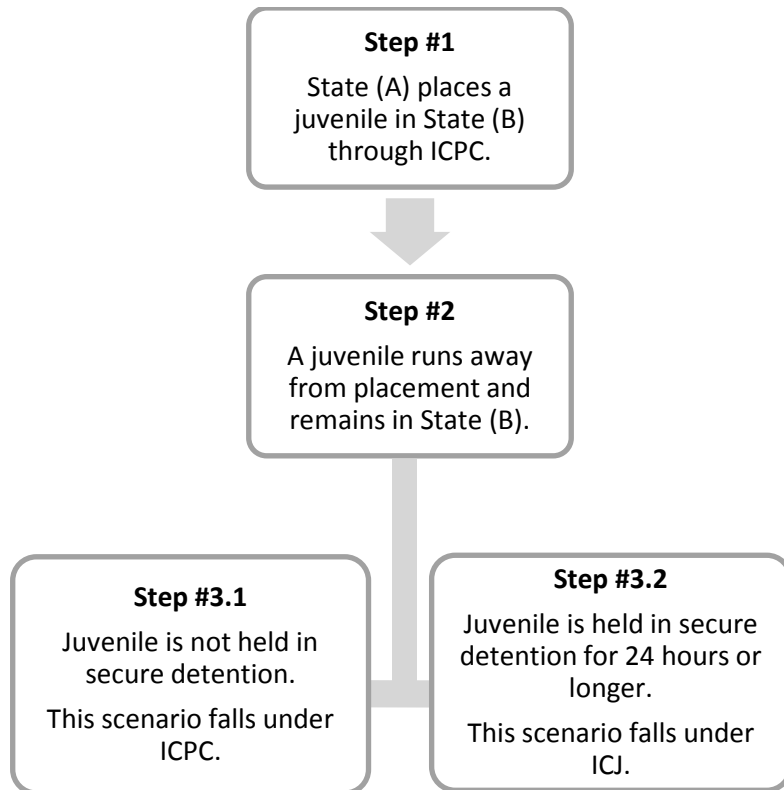 Step #1
State (A) places a
juvenile in State (B)
through ICPC.
Step #2
A juvenile runs away
from placement and
remains in State (B).
Step #3.1
Juvenile is not held in
secure detention.
This scenario falls under
ICPC.
Step #3.2
Juvenile is held in secure
detention for 24 hours or
longer.
This scenario falls under
ICJ.